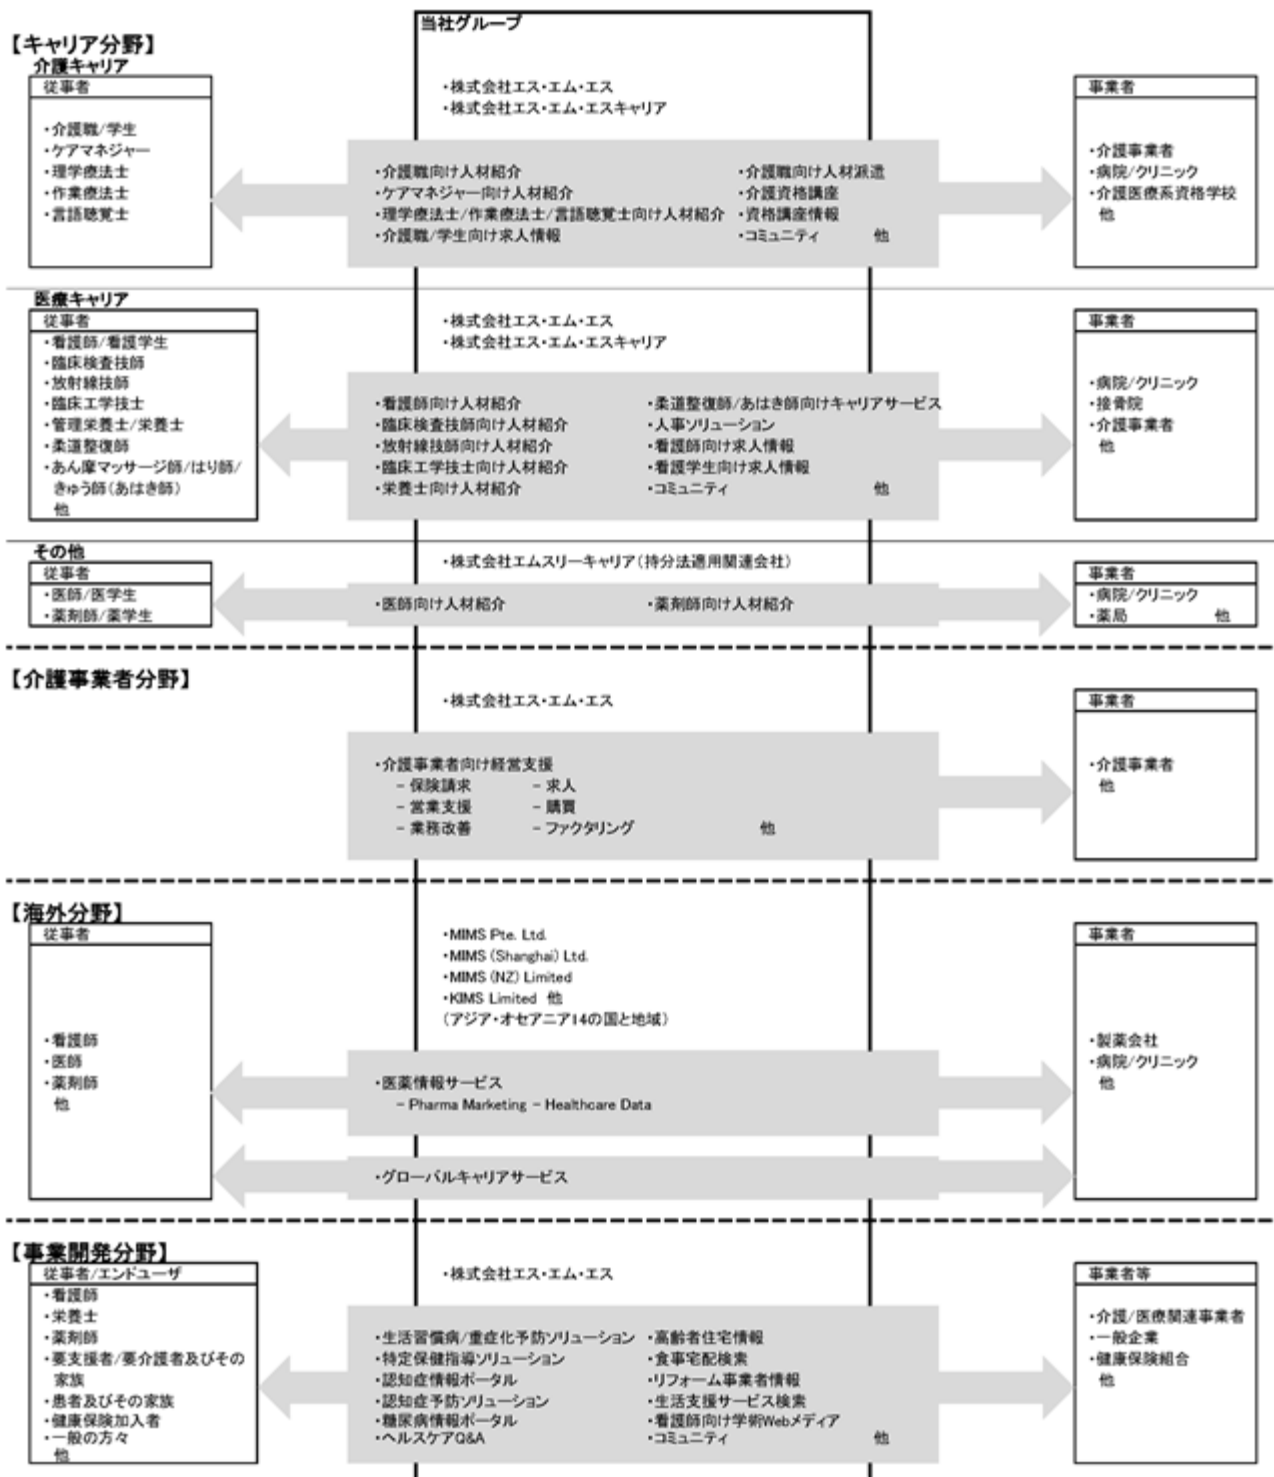 当社グループ
【キャリア分野】
介護キャリア
従事者
・介護職/学生
・ケアマネジャー
・理学療法士
・作業療法士
・言語聴覚士
・株式会社エス・エム・エス
・株式会社エス・エム・エスキャリア
・介護職向け人材紹介
・ケアマネジャー向け人材紹介
・理学療法士/作業療法士/言語聴覚士向け人材紹介
・介護職/学生向け求人情報
・介護職向け人材派遣
・介護資格講座
・資格講座情報
・コミュニティ 他
事業者
・介護事業者
・病院/クリニック
・介護医療系資格学校
他
医療キャリア
従事者
・看護師/看護学生
・臨床検査技師
・放射線技師
・臨床工学技士
・管理栄養士/栄養士
・柔道整復師
・あん摩マッサージ師/はり師/
きゅう師(あはき師)
他
・株式会社エス・エム・エス
・株式会社エス・エム・エスキャリア
・看護師向け人材紹介
・臨床検査技師向け人材紹介
・放射線技師向け人材紹介
・臨床工学技士向け人材紹介
・栄養士向け人材紹介
・柔道整復師/あはき師向けキャリアサービス
・人事ソリューション
・看護師向け求人情報
・看護学生向け求人情報
・コミュニティ 他
事業者
・病院/クリニック
・接骨院
・介護事業者
他
その他
従事者
・医師/医学生
・薬剤師/薬学生
・株式会社エムスリーキャリア(持分法適用関連会社)
・医師向け人材紹介
・薬剤師向け人材紹介
事業者
・病院/クリニック
・薬局 他
【介護事業者分野】
・株式会社エス・エム・エス
・介護事業者向け経営支援
- 保険請求 - 求人
- 営業支援 - 購買
- 業務改善 - ファクタリング 他
事業者
・介護事業者
他
【海外分野】
従事者
・看護師
・医師
・薬剤師
他
・MIMS Pte. Ltd.
・MIMS (Shanghai) Ltd.
・MIMS (NZ) Limited
・KIMS Limited 他
(アジア・オセアニア14の国と地域)
・医薬情報サービス
- Pharma Marketing - Healthcare Data
・グローバルキャリアサービス
事業者
・製薬会社
・病院/クリニック
他
【事業開発分野】
従事者/エンドユーザ
・看護師
・栄養士
・薬剤師
・要支援者/要介護者及びその
家族
・患者及びその家族
・健康保険加入者
・一般の方々
他
・株式会社エス・エム・エス
・生活習慣病/重症化予防ソリューション
・特定保健指導ソリューション
・認知症情報ポータル
・認知症予防ソリューション
・糖尿病情報ポータル
・ヘルスケアQ&A
・高齢者住宅情報
・食事宅配検索
・リフォーム事業者情報
・生活支援サービス検索
・看護師向け学術Webメディア
・コミュニティ 他
事業者等
・介護/医療関連事業者
・一般企業
・健康保険組合
他